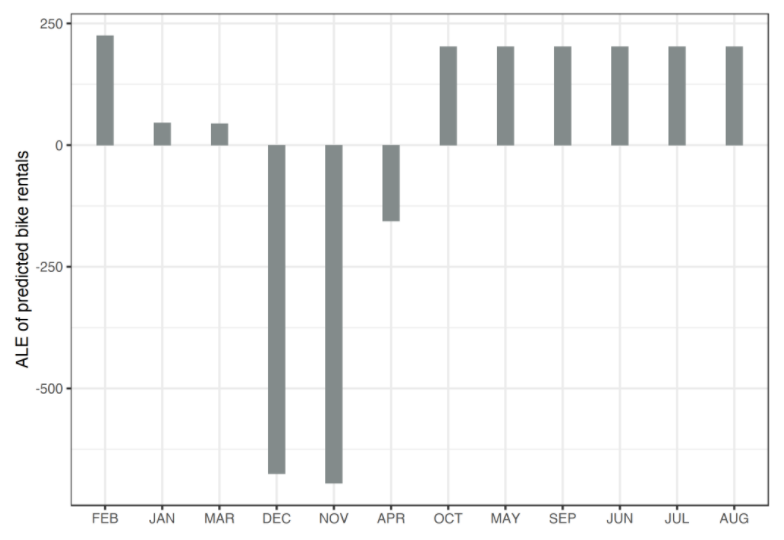 ALE of predicted bike rentals
250
0
-250
-500
FEB JAN MAR DEC NOV APR OCT MAY SEP JUN JUL AUG